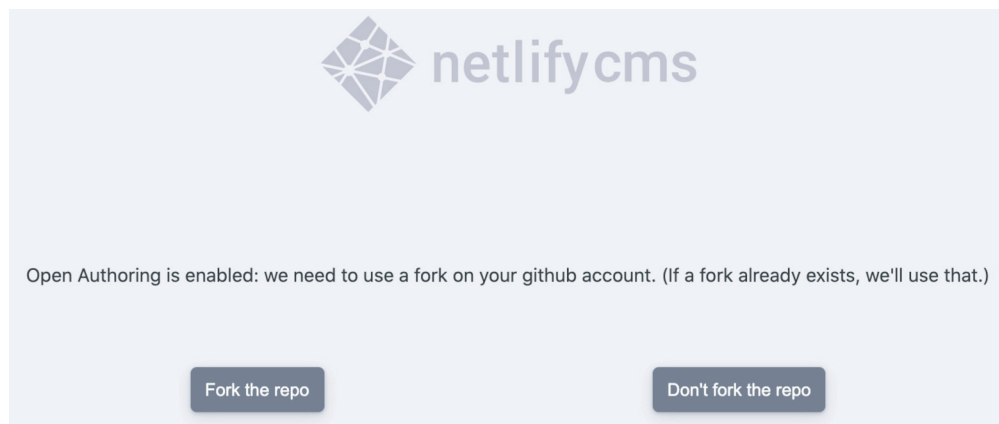 netlifycms
Open Authoring is enabled: we need to use a fork on your github account. (If a fork already exists, we'll use that.)
Fork the repo
Don't fork the repo